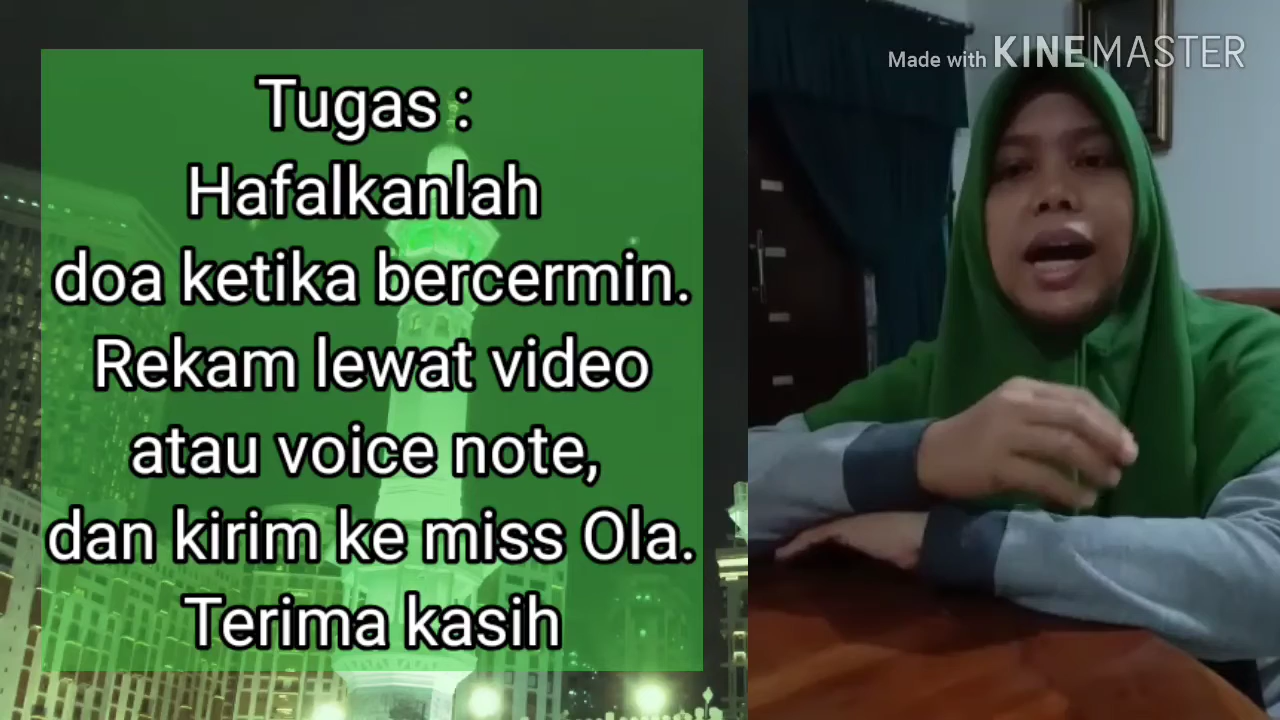 Tugas :
Hafalkanlah
doa ketika bercermin.
Rekam lewat video
atau voice note,
dan kirim ke miss Ola.
Terima kasih
Made with KINEMASTER